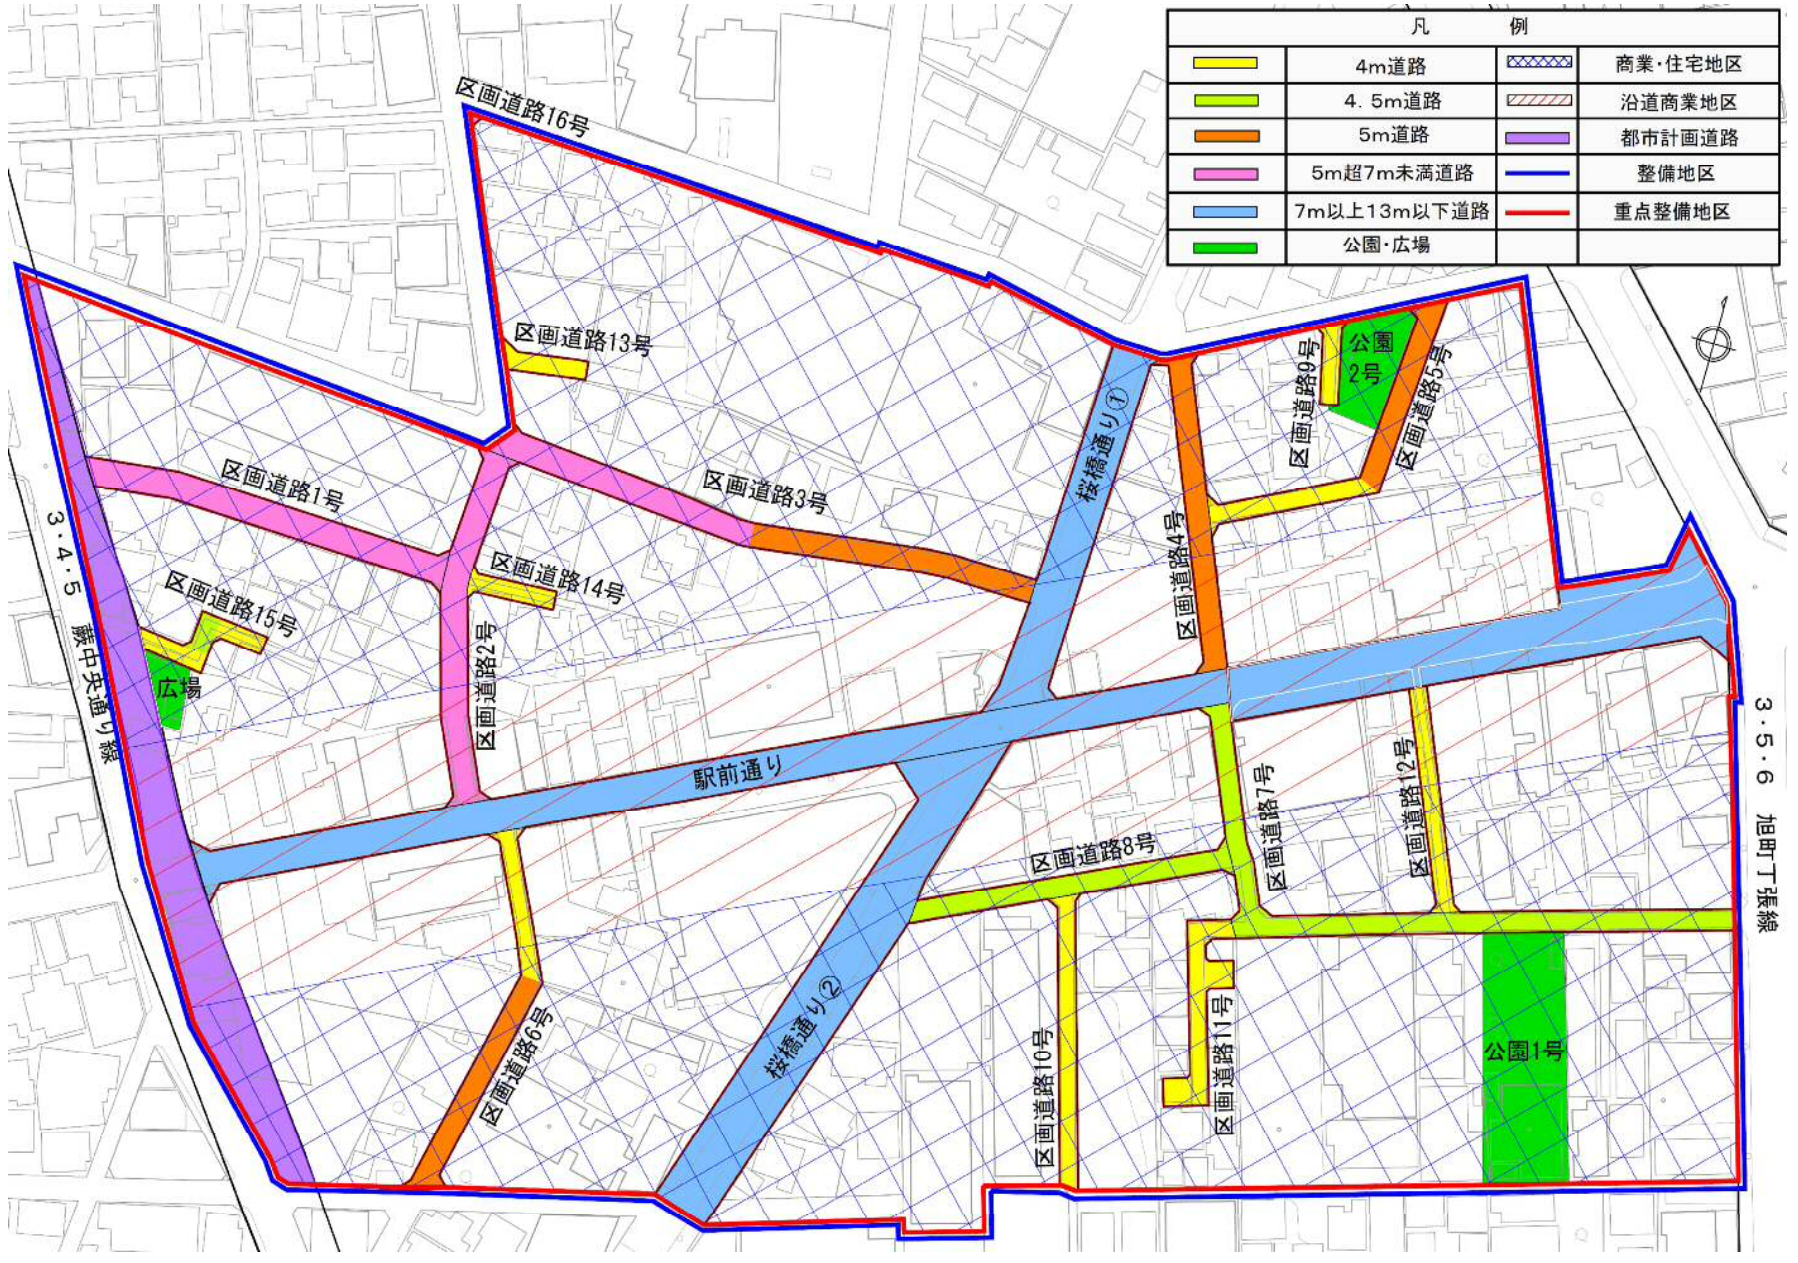 凡 例
4m道路 商業・住宅地区
4.5m道路 沿道商業地区
5m道路 都市計画道路
5m超7m未満道路 整備地区
7m以上13m以下道路 重点整備地区
公園・広場
区画道路16号
区画道路13号
公園
2号
区画道路9号
区画道路5号
桜橋通り①
区画道路1号
区画道路3号
区画道路4号
3・4・5 蕨中央通り線
区画道路14号
区画道路15号
区画道路2号
広場
3・5・6 旭町丁張線
駅前通り
区画道路7号
区画道路12号
区画道路8号
桜橋通り②
区画道路6号
区画道路10号
区画道路11号
公園1号